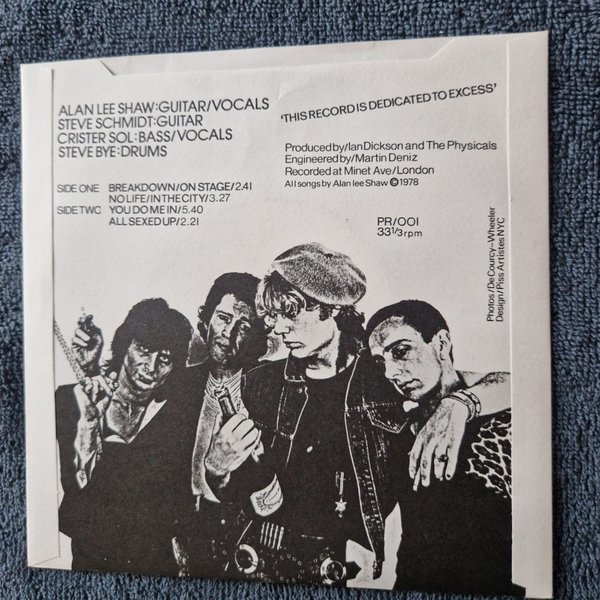 ALAN LEE SHAW:GUITAR/VOCALS
STEVE SCHMIDT:GUITAR
CRISTER SOL:BASS/VOCALS
STEVE BYE:DRUMS
'THIS RECORD IS DEDICATED TO EXCESS'
Produced by/Ian Dickson and The Physicals
Engineered by/Martin Deniz
Recorded at Minet Ave/London
All songs by Alan lee Shaw ©1978
SIDE ONE BREAKDOWN/ON STAGE/2.41
NO LIFE/IN THE CITY/3.27
SIDE TWO YOU DO ME IN/5.40
ALL SEXED UP/2.21
PR/001
33 1/3 rpm
Photos/De Courcy-Wheeler
Design/Piss Artistes NYC